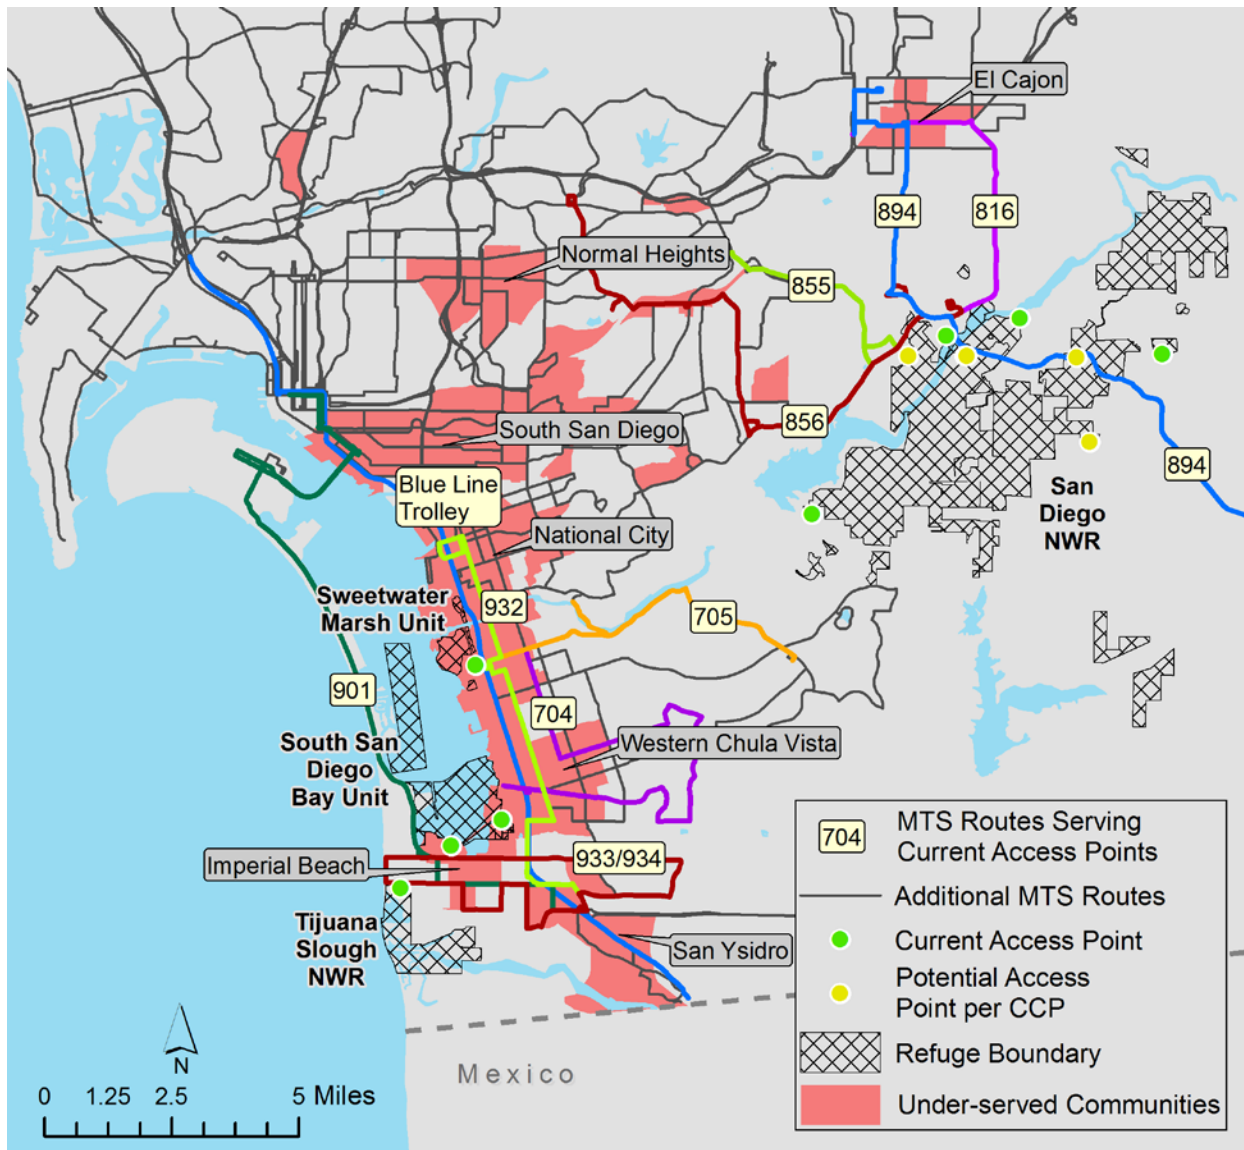 El Cajon
894
816
Normal Heights
855
856
South San Diego
894
Blue Line
Trolley
San
Diego
NWR
National City
Sweetwater
Marsh Unit
932
705
901
704
South San
Diego
Bay Unit
Western Chula Vista
Imperial Beach
933/934
Tijuana
Slough
NWR
San Ysidro
704
MTS Routes Serving
Current Access Points
Additional MTS Routes
Current Access Point
Potential Access
Point per CCP
Refuge Boundary
Under-served Communities
N
Mexico
0 1.25 2.5 5 Miles